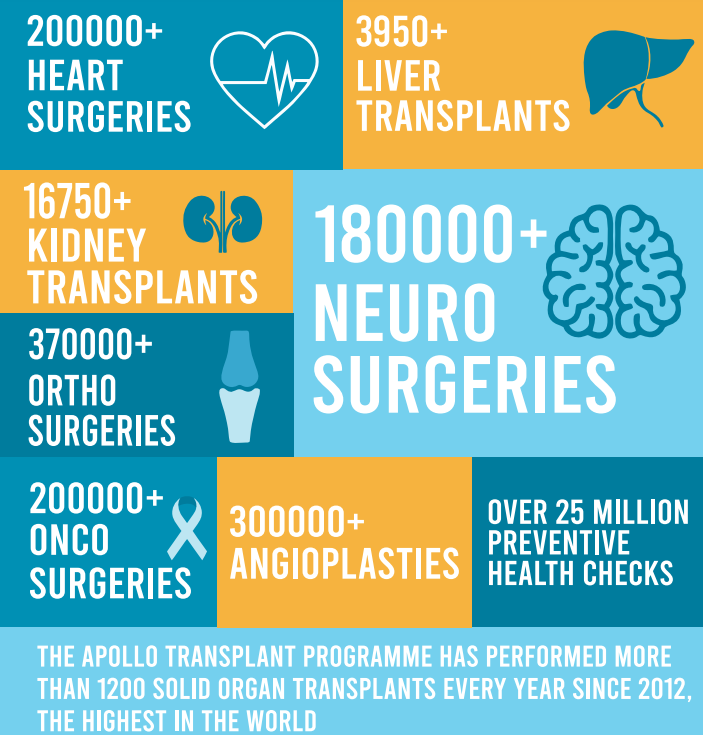 200000+
HEART
SURGERIES
3950+
LIVER
TRANSPLANTS
16750+
KIDNEY
TRANSPLANTS
180000+
NEURO
SURGERIES
370000+
ORTHO
SURGERIES
200000+
ONCO
SURGERIES
300000+
ANGIOPLASTIES
OVER 25 MILLION
PREVENTIVE
HEALTH CHECKS
THE APOLLO TRANSPLANT PROGRAMME HAS PERFORMED MORE
THAN 1200 SOLID ORGAN TRANSPLANTS EVERY YEAR SINCE 2012,
THE HIGHEST IN THE WORLD